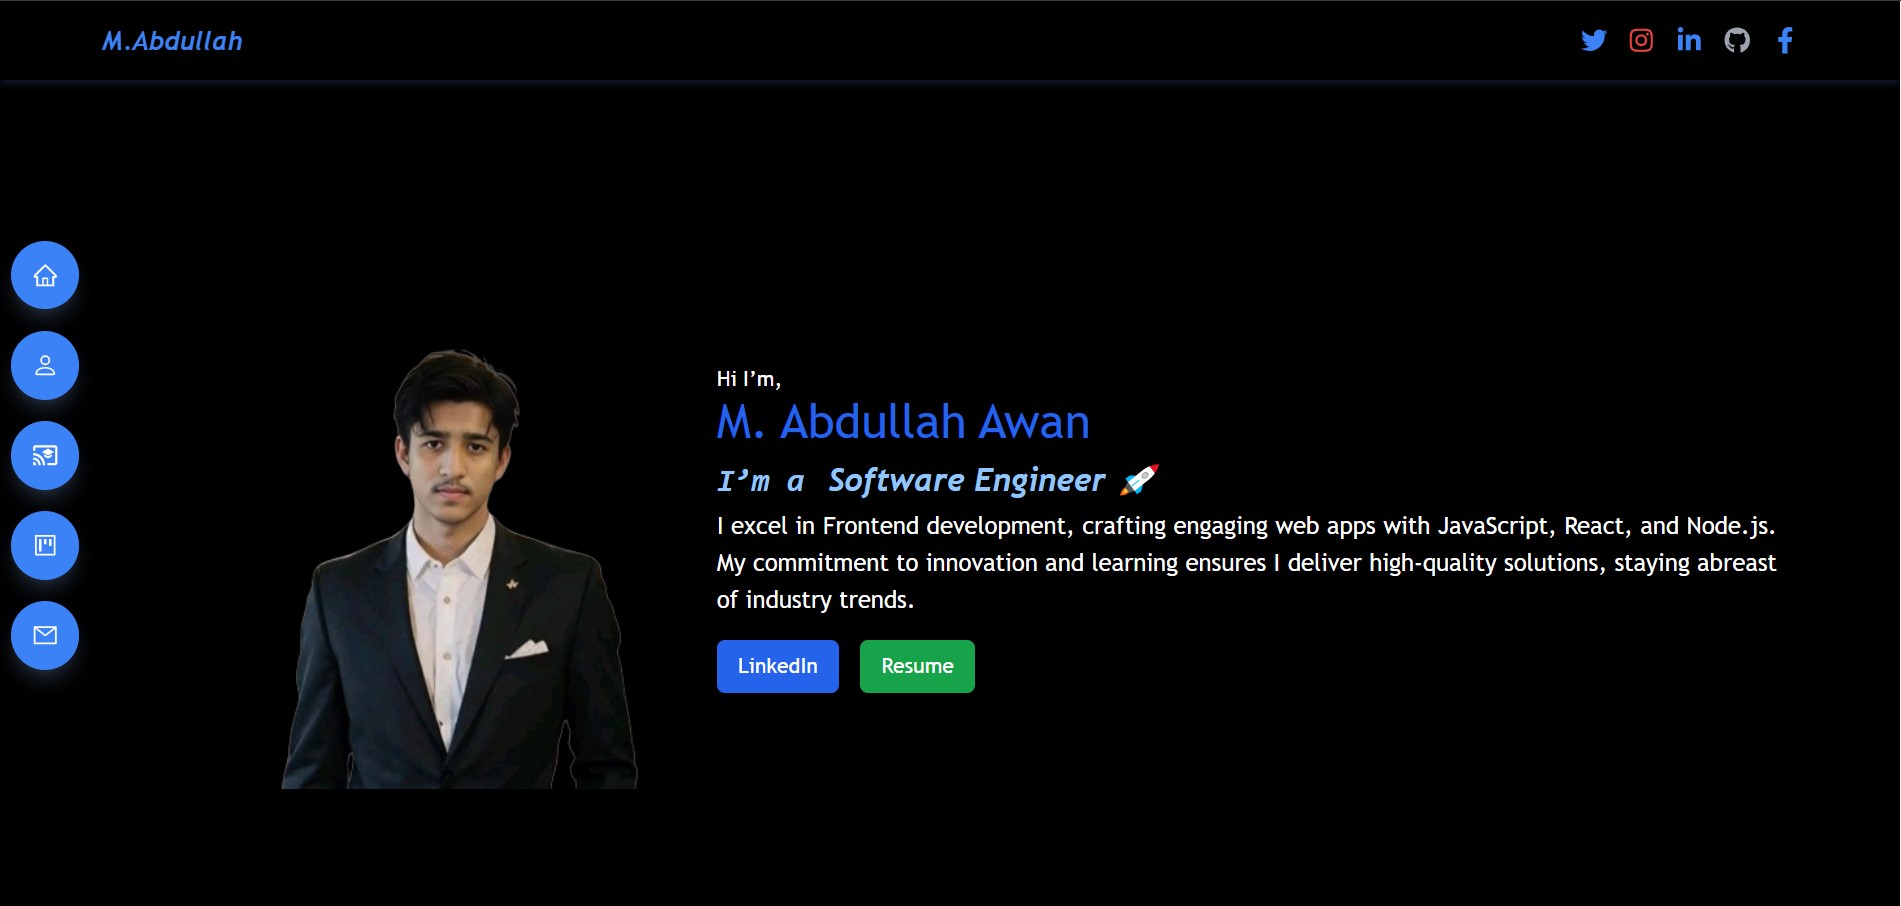 M.Abdullah
Hi I’m,
M. Abdullah Awan
I’m a Software Engineer 🚀
I excel in Frontend development, crafting engaging web apps with JavaScript, React, and Node.js.
My commitment to innovation and learning ensures I deliver high-quality solutions, staying abreast
of industry trends.
LinkedIn
Resume